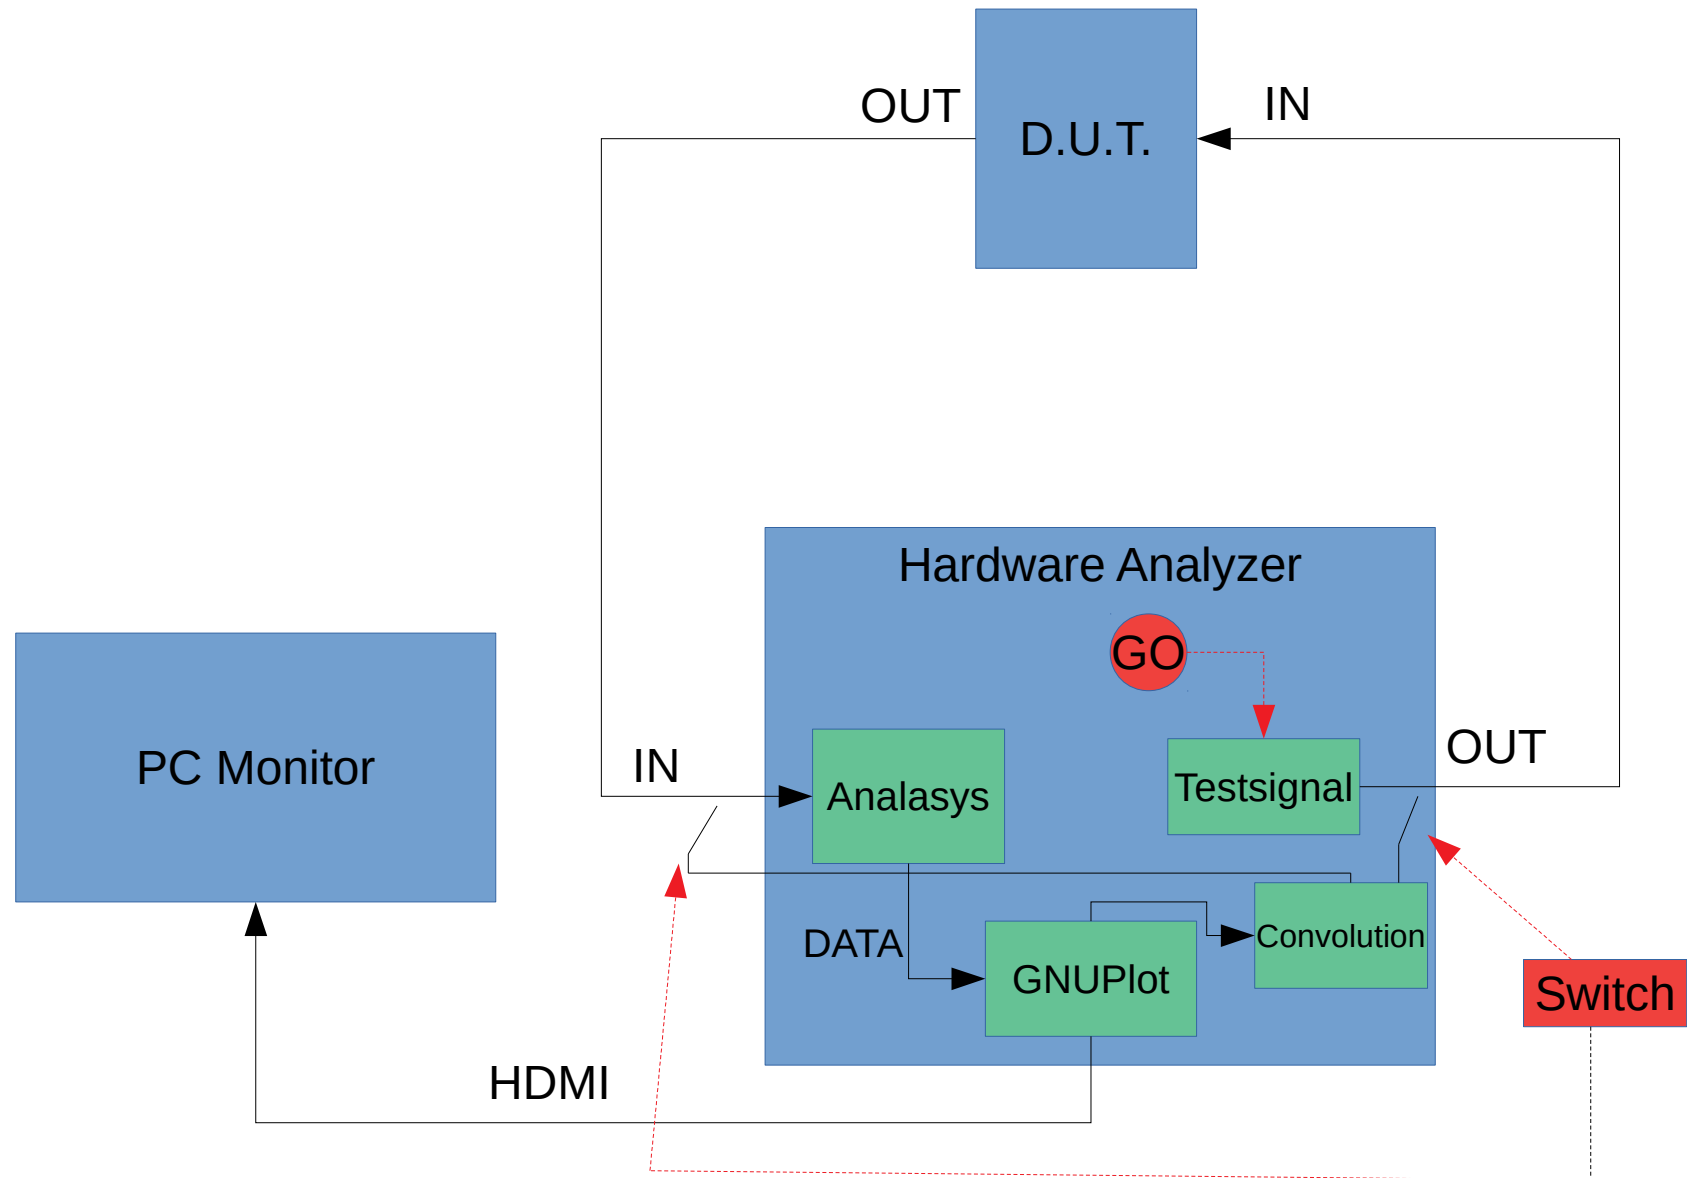 OUT
IN
D.U.T.
Hardware Analyzer
GO
PC Monitor
IN
OUT
Analasys
Testsignal
DATA
Convolution
GNUPlot
Switch
HDMI